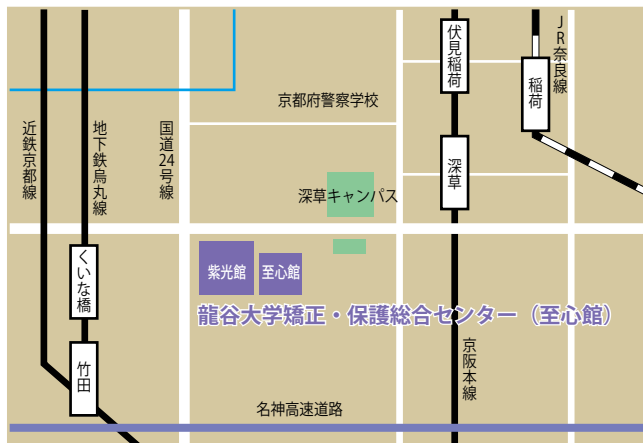 伏見稲荷
JR奈良線
稲荷
京都府警察学校
近鉄京都線
地下鉄烏丸線
国道24号線
深草
深草キャンパス
くいな橋
紫光館
至心館
龍谷大学矯正・保護総合センター（至心館）
竹田
京阪本線
名神高速道路